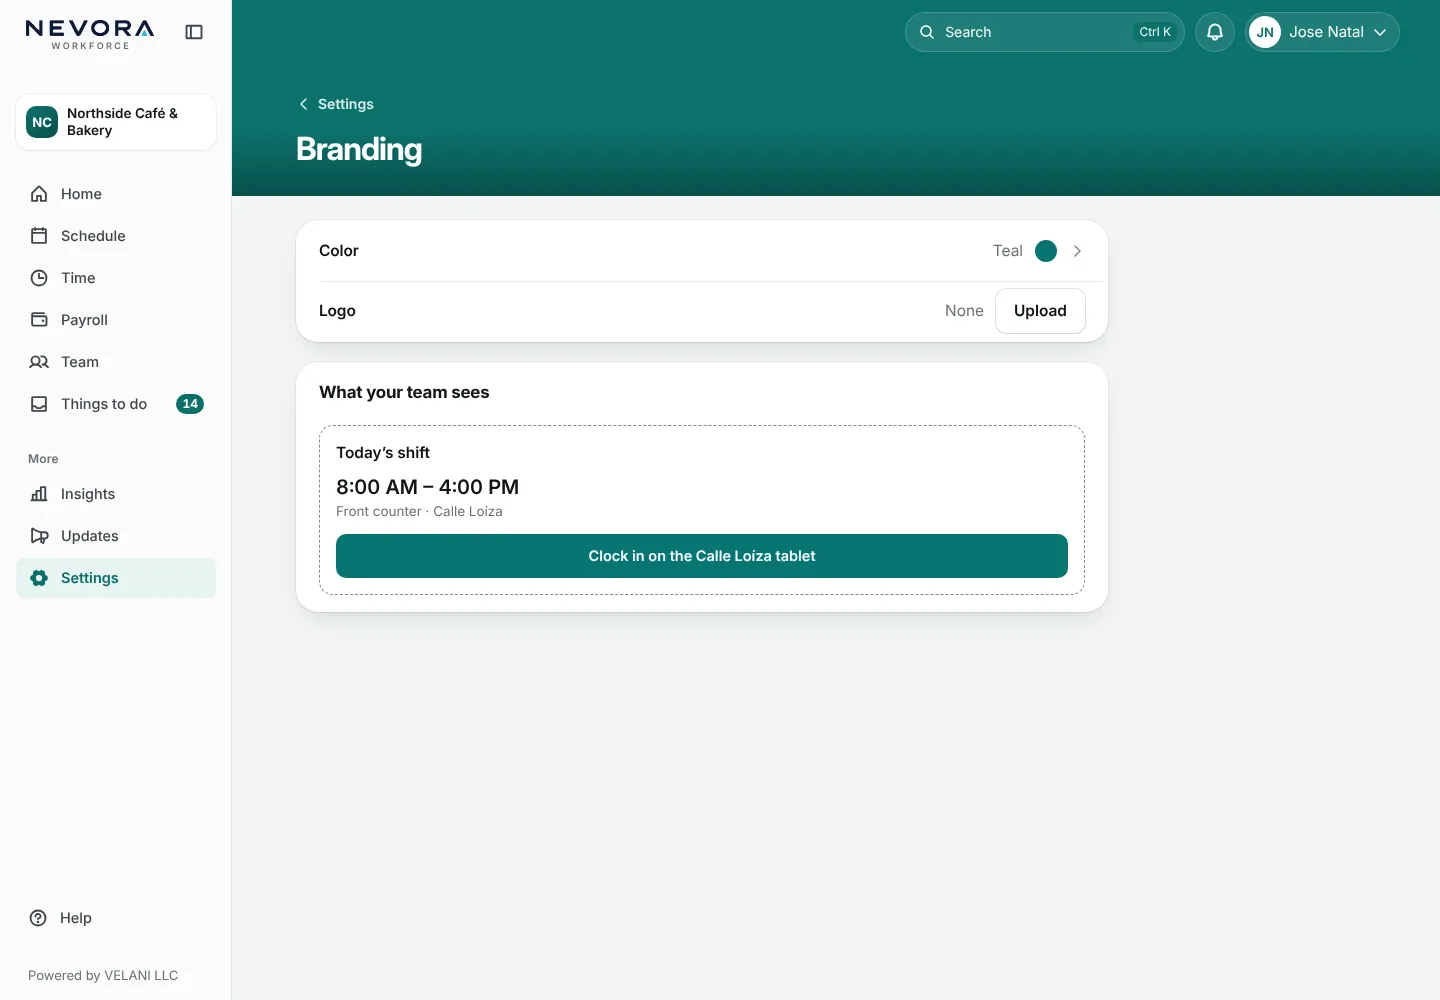 NEVORA
WORKFORCE
Search
Ctrl K
JN
Jose Natal
NC
Northside Café &
Bakery
Home
Schedule
Time
Payroll
Team
Things to do
14
More
Insights
Updates
Settings
Help
Powered by VELANI LLC
Settings
Branding
Color
Teal
Logo
None
Upload
What your team sees
Today’s shift
8:00 AM – 4:00 PM
Front counter · Calle Loíza
Clock in on the Calle Loíza tablet